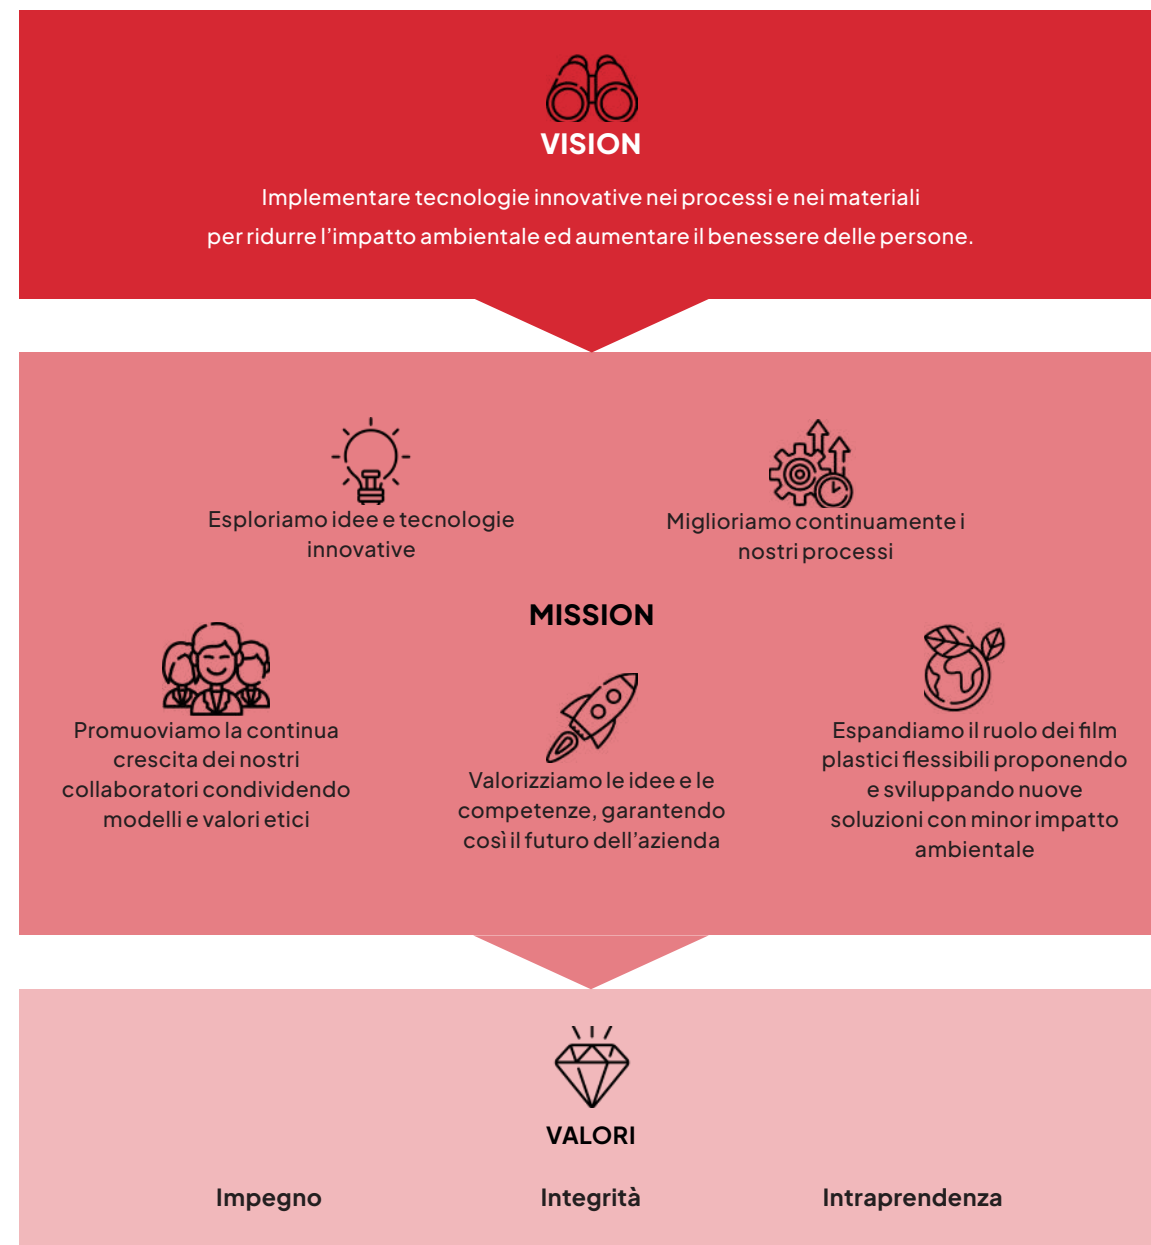 VISION
Implementare tecnologie innovative nei processi e nei materiali
per ridurre l'impatto ambientale ed aumentare il benessere delle persone.
Esploriamo idee e tecnologie
innovative
Miglioriamo continuamente i
nostri processi
MISSION
Promuoviamo la continua
crescita dei nostri
collaboratori condividendo
modelli e valori etici
Valorizziamo le idee e le
competenze, garantendo
così il futuro dell'azienda
Espandiamo il ruolo dei film
plastici flessibili proponendo
e sviluppando nuove
soluzioni con minor impatto
ambientale
VALORI
Impegno
Integrità
Intraprendenza